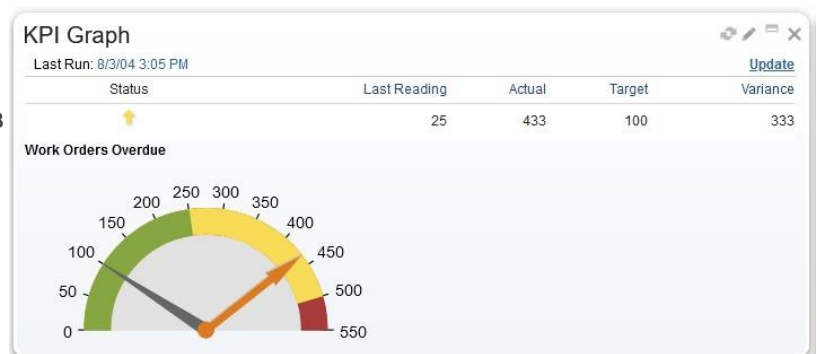 KPI Graph
Last Run: 8/3/04 3:05 PM Update
Status Last Reading Actual Target Variance
25 433 100 333
Work Orders Overdue
0
50
100
150
200
250
300
350
400
450
500
550